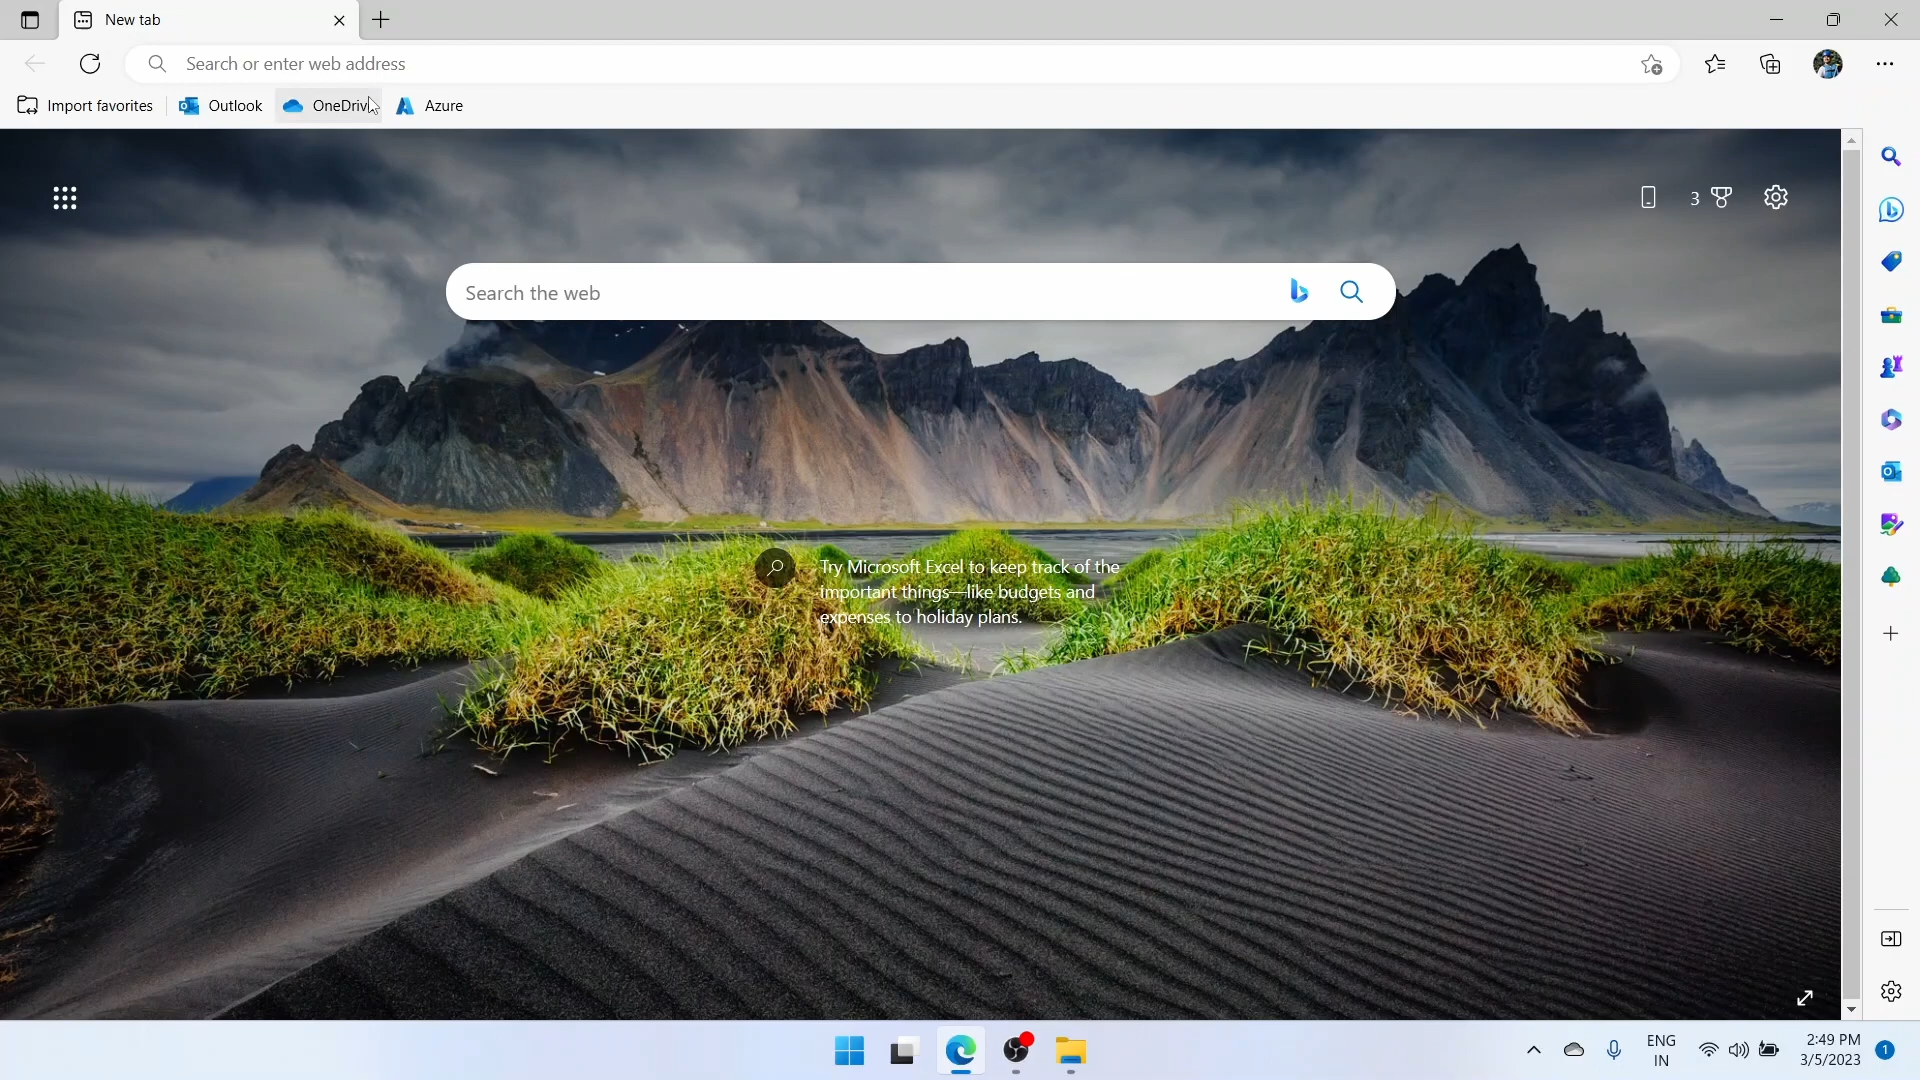 New tab
Search or enter web address
Import favorites
Outlook
OneDriv
Azure
3
Search the web
Try Microsoft Excel to keep track of the
important things—like budgets and
expenses to holiday plans.
ENG
IN
2:49 PM
3/5/2023
1